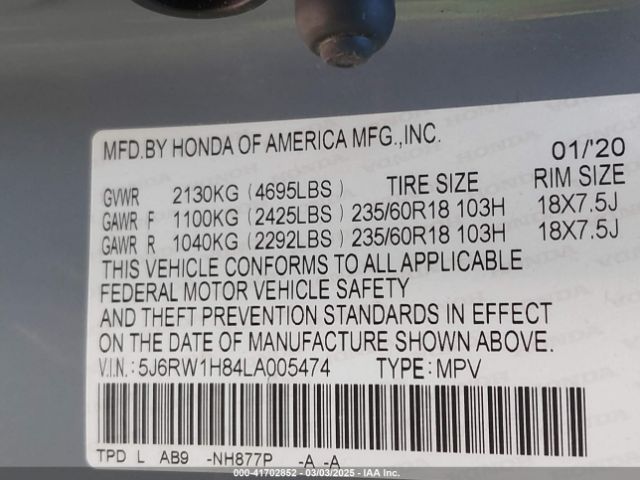 MFD.BY HONDA OF AMERICA MFG.,INC. 01/'20
GVWR 2130KG (4695LBS) TIRE SIZE RIM SIZE
GAWR F 1100KG (2425LBS) 235/60R18 103H 18X7.5J
GAWR R 1040KG (2292LBS) 235/60R18 103H 18X7.5J
THIS VEHICLE CONFORMS TO ALL APPLICABLE
FEDERAL MOTOR VEHICLE SAFETY
AND THEFT PREVENTION STANDARDS IN EFFECT
ON THE DATE OF MANUFACTURE SHOWN ABOVE.
V.I.N.: 5J6RW1H84LA005474 TYPE: MPV
TPD L AB9 -NH877P -A -A
000-41702852 - 03/03/2025 - IAA Inc.